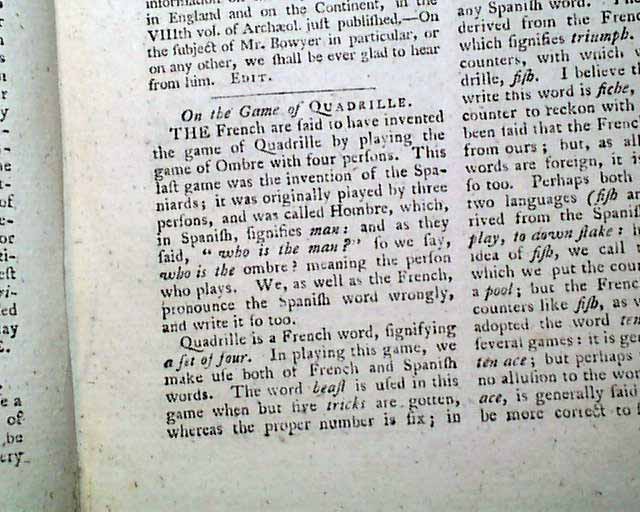 information on
in England and on the Continent, in the
VIIIth vol. of Archæol. just publiſhed.—On
the ſubject of Mr. Bowyer in particular, or
on any other, we ſhall be ever glad to hear
from him. EDIT.
On the Game of QUADRILLE.
THE French are ſaid to have invented
the game of Quadrille by playing the
game of Ombre with four perſons. This
laſt game was the invention of the Spa-
niards; it was originally played by three
perſons, and was called Hombre, which,
in Spaniſh, ſignifies man: and as they
ſaid, "who is the man?" ſo we ſay,
who is the ombre? meaning the perſon
who plays. We, as well as the French,
pronounce the Spaniſh word wrongly,
and write it ſo too.
Quadrille is a French word, ſignifying
a ſet of four. In playing this game, we
make uſe both of French and Spaniſh
words. The word beaſt is uſed in this
game when but five tricks are gotten,
whereas the proper number is ſix; in
any Spaniſh word.
derived from the Fren
which ſignifies triumph.
counters, with which
drille, fiſh. I believe th
write this word is fiche,
counter to reckon with
been ſaid that the Frenc
from ours; but, as all
words are foreign, it is
ſo too. Perhaps both
two languages (fiſh an
rived from the Spaniſ
play, to down ſtake: h
idea of fiſh, we call t
which we put the coun
a pool; but the Frenc
counters like fiſh, as w
adopted the word ten
ſeveral games: it is ge
ten ace; but perhaps
no alluſion to the wor
ace, is generally ſaid
be more correct to